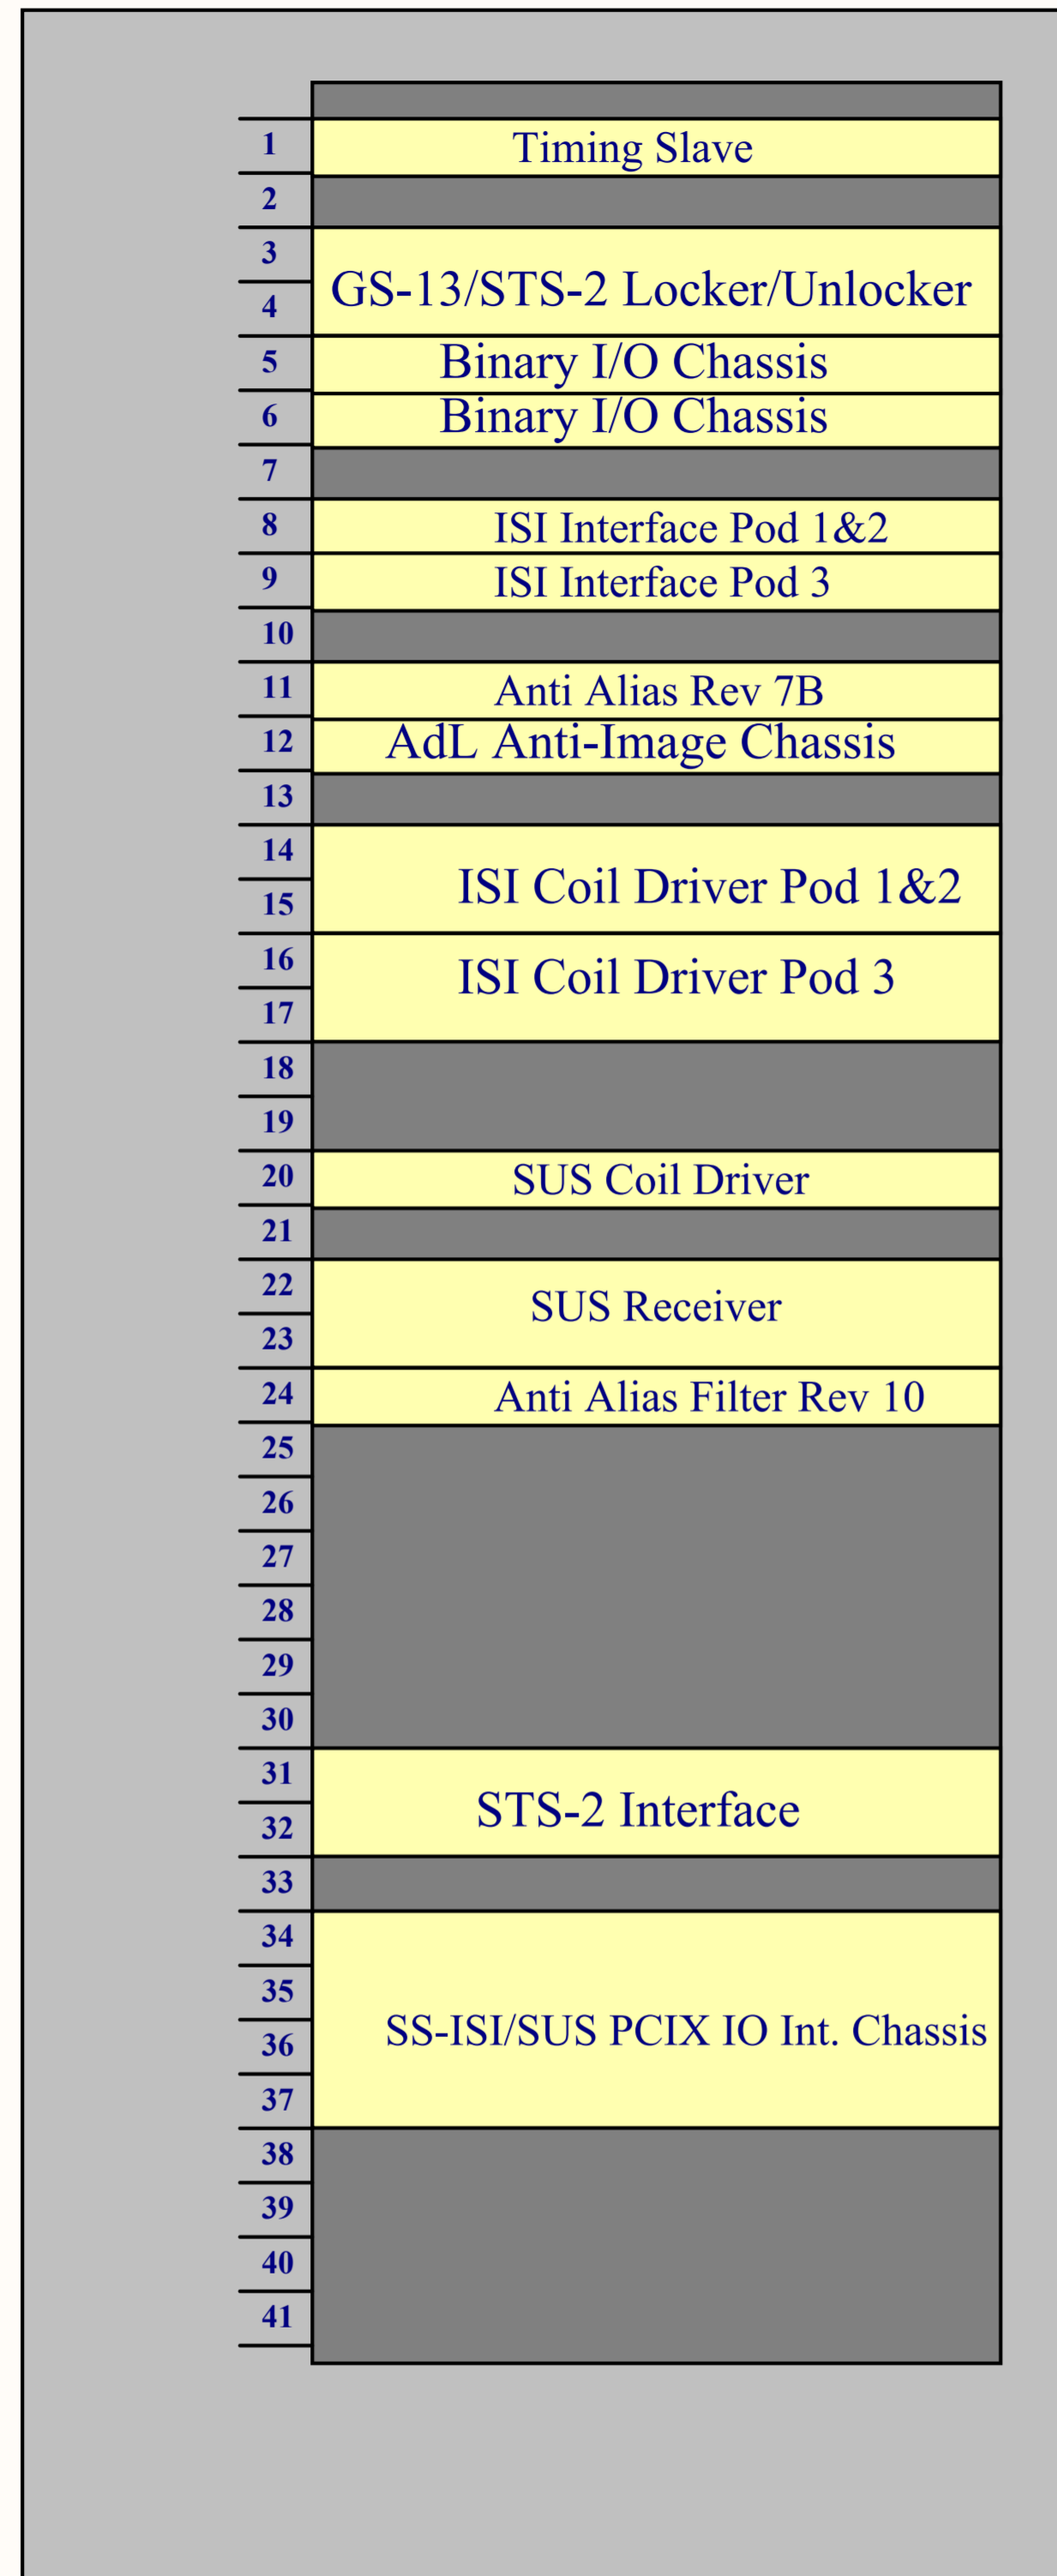 1 Timing Slave
2
3
4 GS-13/STS-2 Locker/Unlocker
5 Binary I/O Chassis
6 Binary I/O Chassis
7
8 ISI Interface Pod 1&2
9 ISI Interface Pod 3
10
11 Anti Alias Rev 7B
12 AdL Anti-Image Chassis
13
14
15 ISI Coil Driver Pod 1&2
16 ISI Coil Driver Pod 3
17
18
19
20 SUS Coil Driver
21
22 SUS Receiver
23
24 Anti Alias Filter Rev 10
25
26
27
28
29
30
31
32 STS-2 Interface
33
34
35
36 SS-ISI/SUS PCIX IO Int. Chassis
37
38
39
40
41